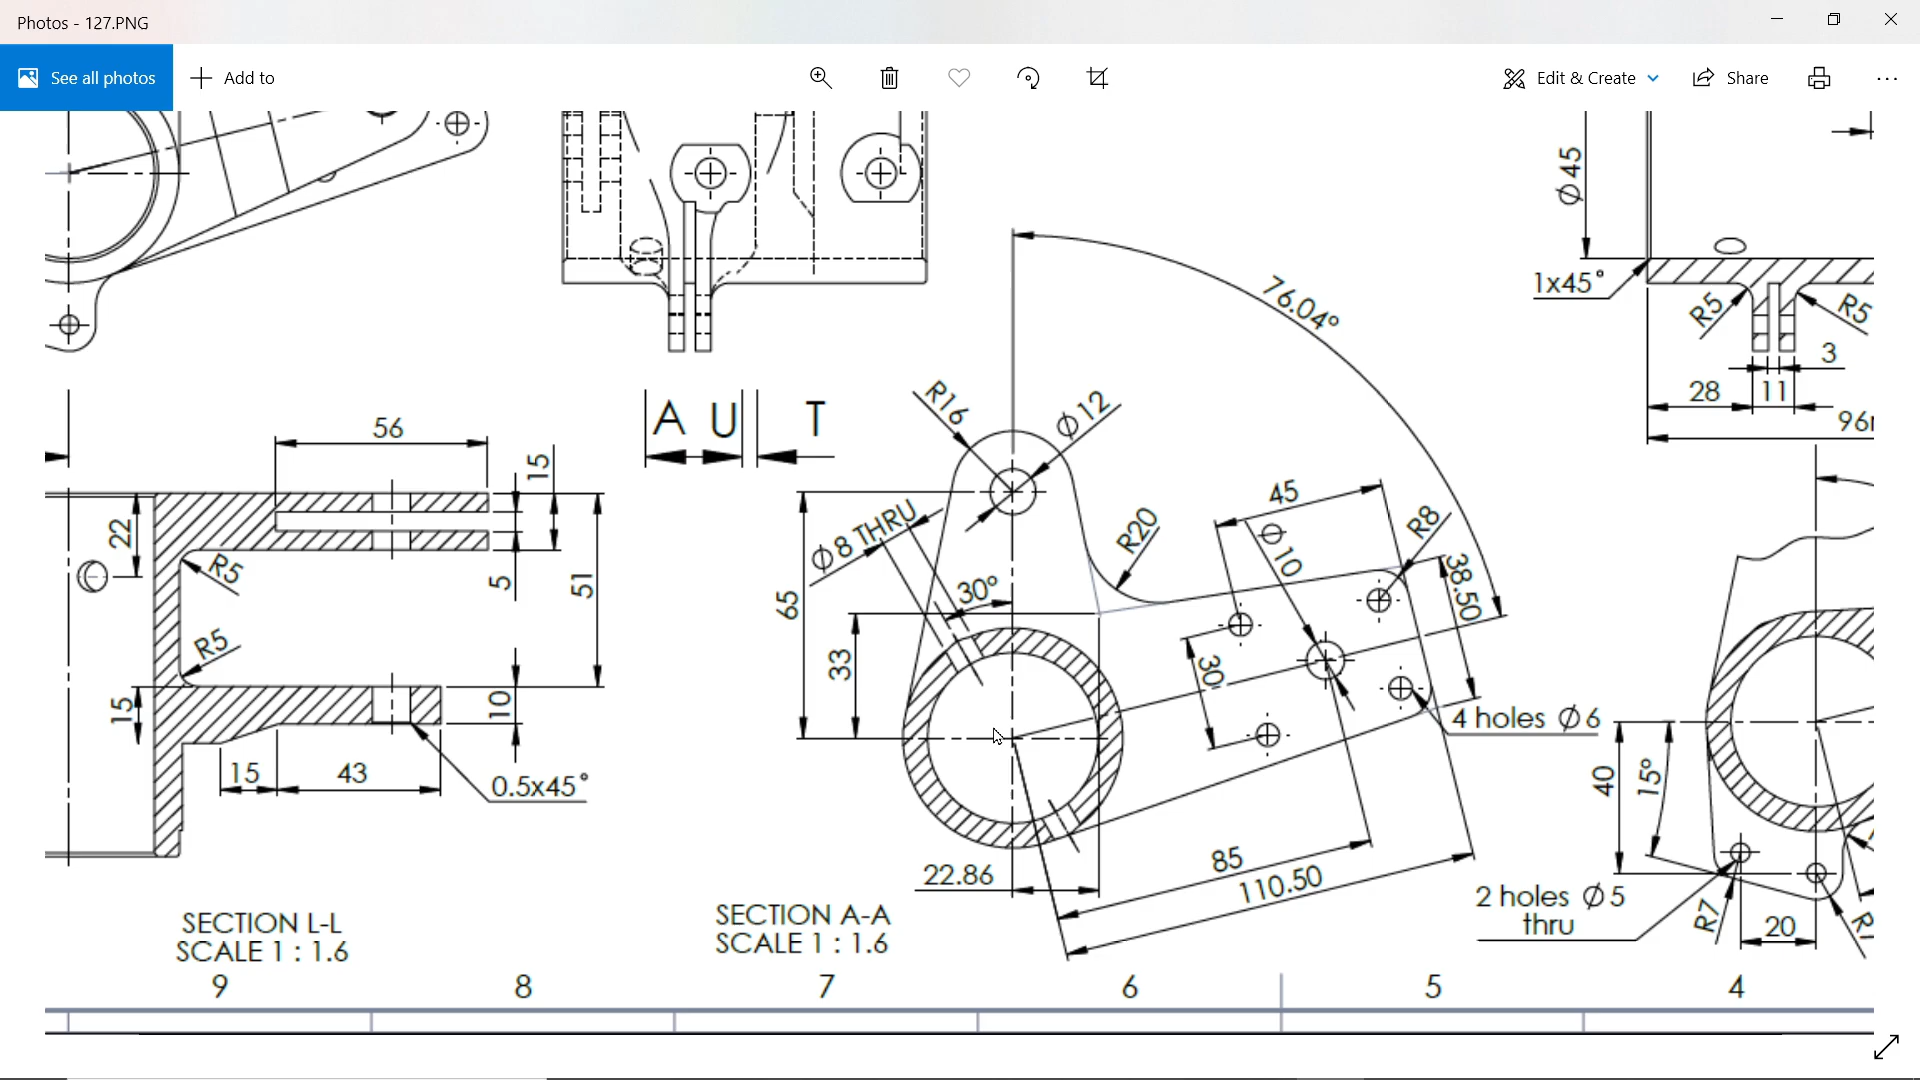 Photos - 127.PNG
See all photos
Add to
Edit & Create
Share
Ø45
1x45°
R5
R5
3
28
11
76.04°
A U T
R16
Ø12
56
15
22
R5
5
51
R5
15
10
15
43
0.5x45°
Ø8 THRU
30°
65
33
R20
45
Ø10
R8
38.50
30
4 holes Ø6
22.86
85
110.50
40
15°
2 holes Ø5
thru
R7
20
SECTION L-L
SCALE 1 : 1.6
SECTION A-A
SCALE 1 : 1.6
9
8
7
6
5
4